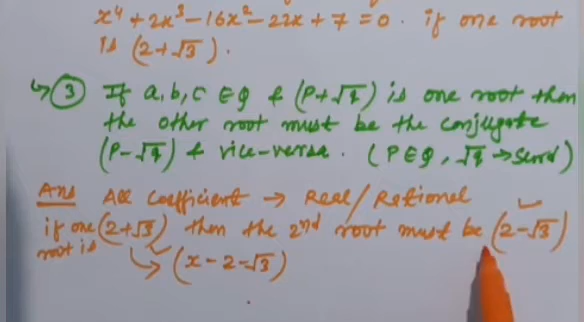 x⁴ + 2x³ - 16x² - 22x + 7 = 0. if one root
is (2+√3).
↳ ③ If a, b, c ∈ Q & (P+√q) is one root then
the other root must be the conjugate
(P-√q) & vice-versa. (P ∈ Q, √q → Surd)
Ans All Coefficient → Real/Rational
if one (2+√3) then the 2nd root must be (2-√3)
root is ↳ (x-2-√3)